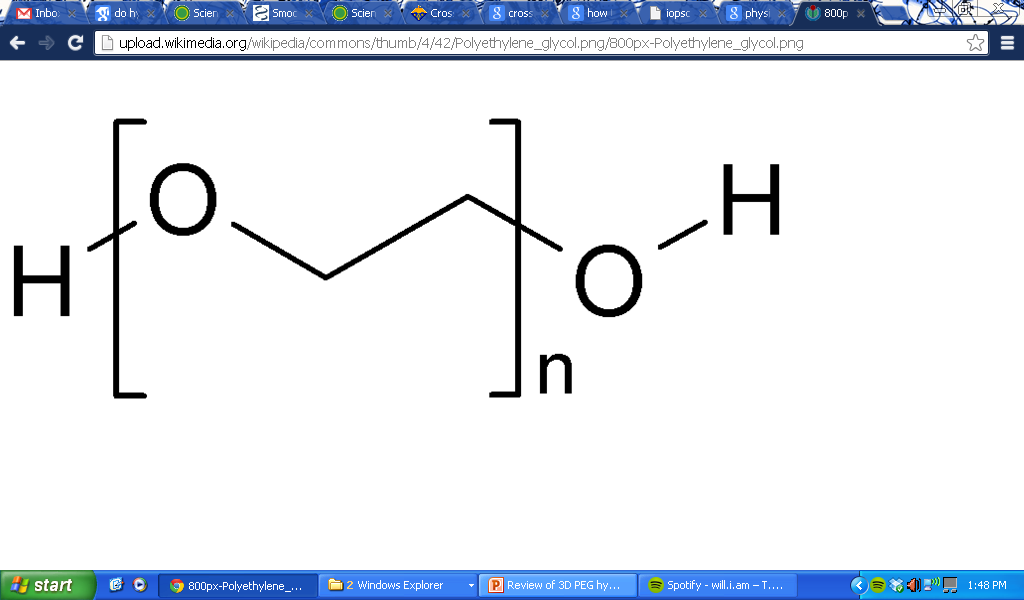 Inbo do hy Scien Smoc Scien Cros cross how iopsc physi 800p
upload.wikimedia.org/wikipedia/commons/thumb/4/42/Polyethylene_glycol.png/800px-Polyethylene_glycol.png
H O O H
n
start 800px-Polyethylene_... 2 Windows Explorer Review of 3D PEG hy... Spotify - will.i.am – T.... 1:48 PM